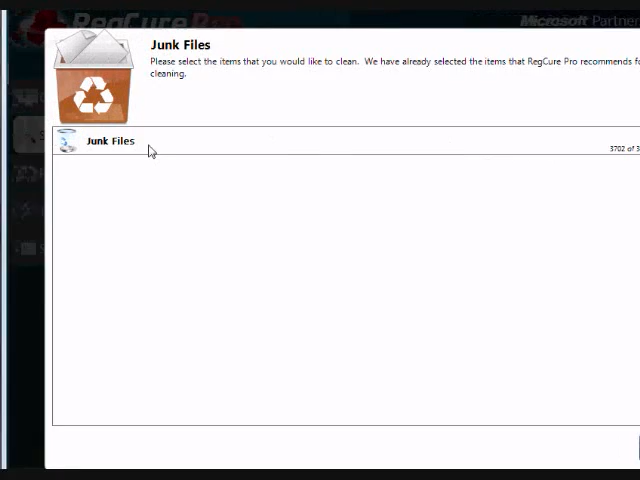 RegCure Pro
Microsoft Partner
Junk Files
Please select the items that you would like to clean. We have already selected the items that RegCure Pro recommends fo
cleaning.
Junk Files
3702 of 3